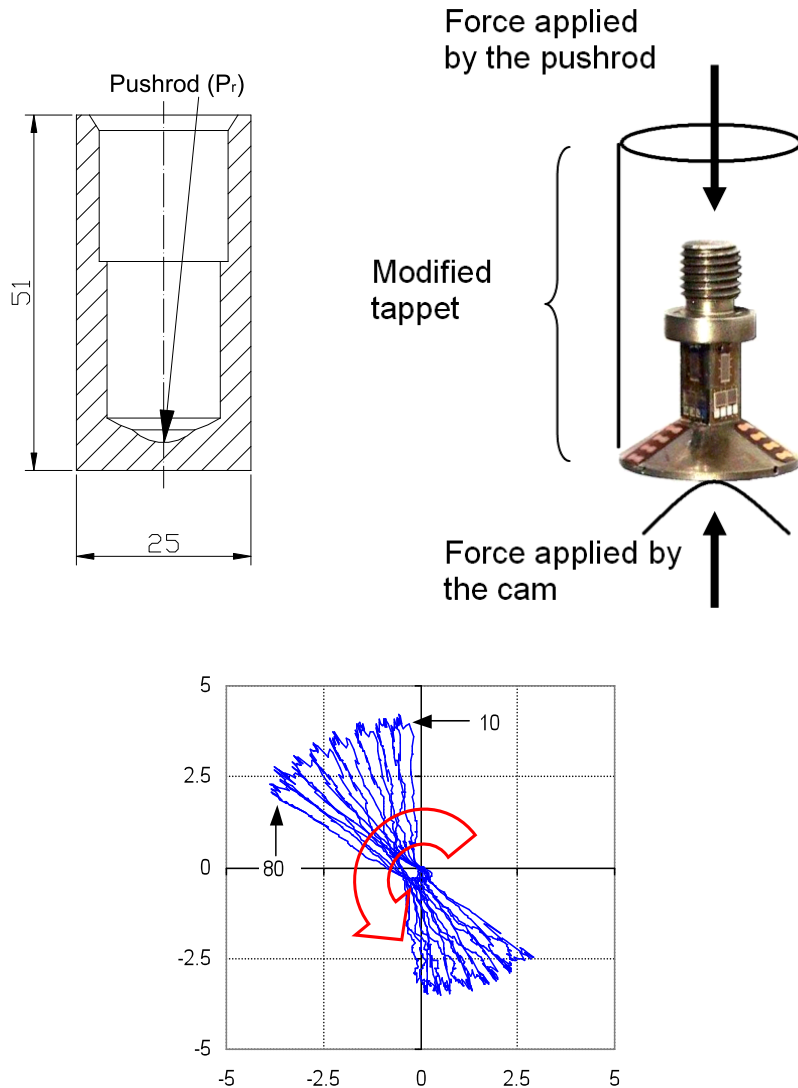 Pushrod (Pr)
51
25
Force applied
by the pushrod
Modified
tappet
Force applied by
the cam
5
2.5
0
-2.5
-5
10
80
-5
-2.5
0
2.5
5